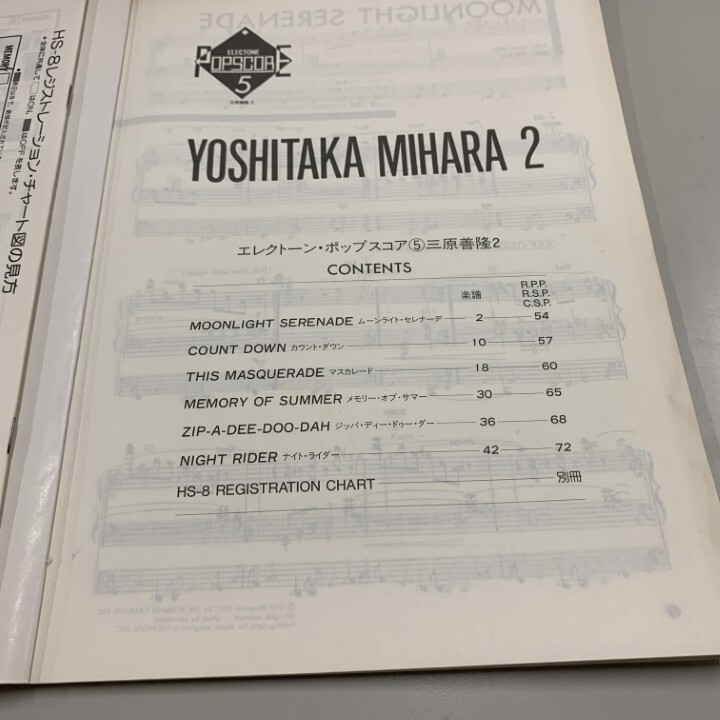 HS-8レジストレーション・チャート図の見方
MEMORY
MOONLIGHT SERENADE
ELECTONE
POPSCORE
5
三原善隆 2
YOSHITAKA MIHARA 2
エレクトーン・ポップスコア⑤三原善隆2
CONTENTS
楽譜 R.P.P. R.S.P. C.S.P.
MOONLIGHT SERENADE ムーンライト・セレナーデ 2 54
COUNT DOWN カウント・ダウン 10 57
THIS MASQUERADE マスカレード 18 60
MEMORY OF SUMMER メモリー・オブ・サマー 30 65
ZIP-A-DEE-DOO-DAH ジッパ・ディー・ドゥー・ダー 36 68
NIGHT RIDER ナイト・ライダー 42 72
HS-8 REGISTRATION CHART 別冊